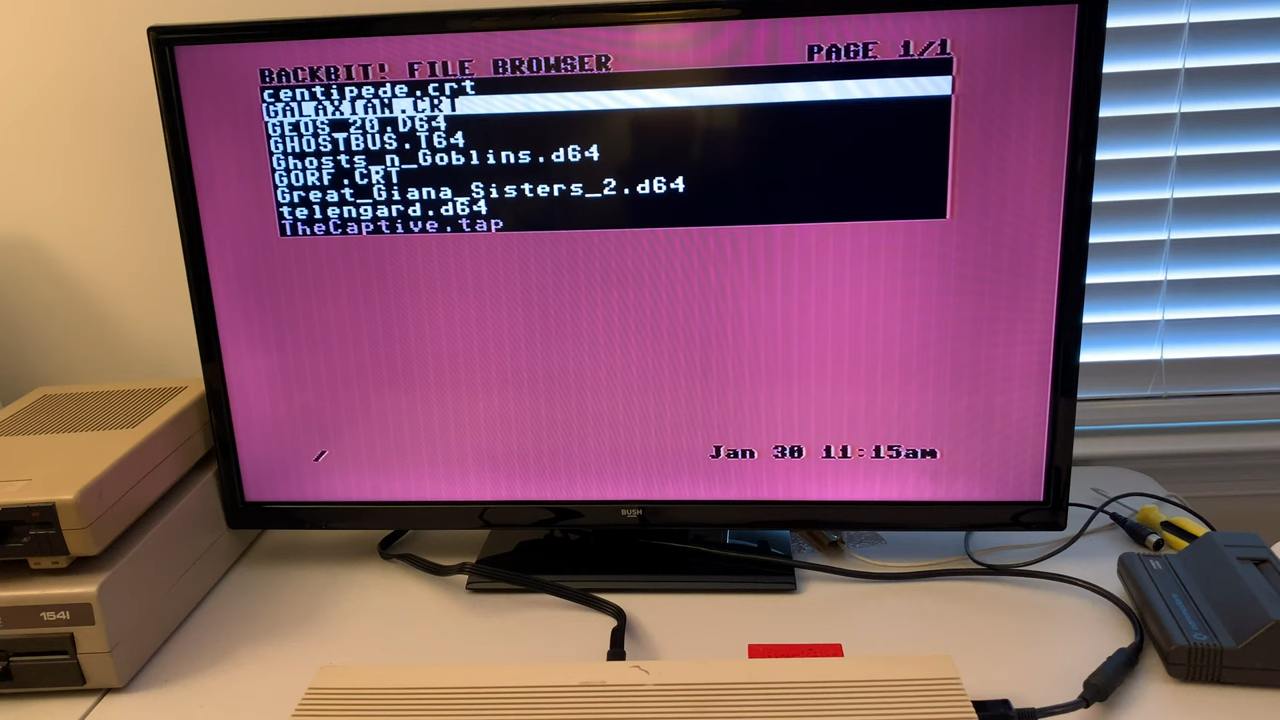 BACKBIT! FILE BROWSER PAGE 1/1
centipede.crt
GALAXIAN.CRT
GEOS_20.D64
GHOSTBUS.T64
Ghosts_n_Goblins.d64
GORF.CRT
Great_Giana_Sisters_2.d64
telengard.d64
TheCaptive.tap
/
Jan 30 11:15am
BUSH
1541